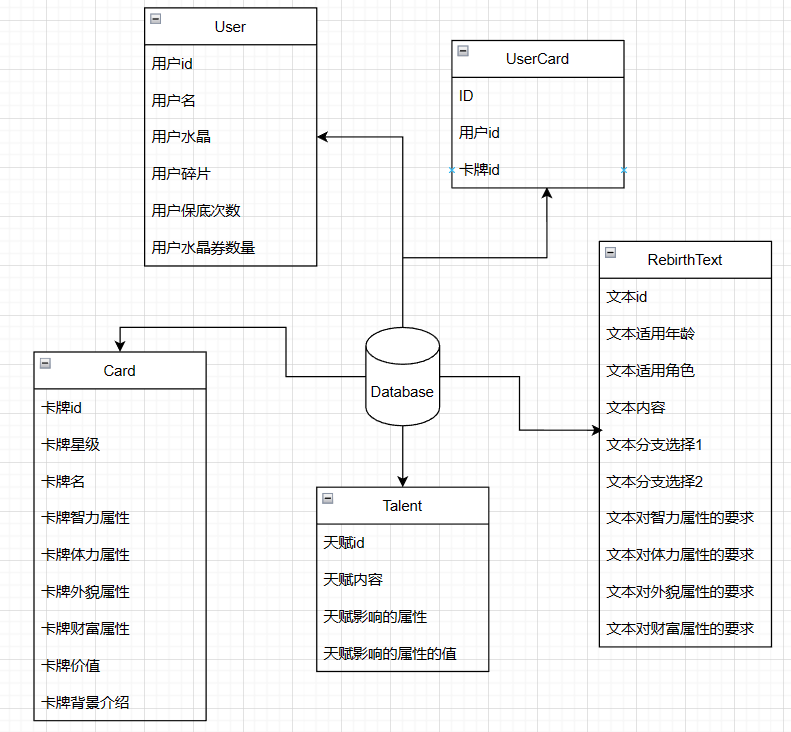 User
用户id
用户名
用户水晶
用户碎片
用户保底次数
用户水晶券数量
UserCard
ID
用户id
卡牌id
RebirthText
文本id
文本适用年龄
文本适用角色
文本内容
文本分支选择1
文本分支选择2
文本对智力属性的要求
文本对体力属性的要求
文本对外貌属性的要求
文本对财富属性的要求
Database
Card
卡牌id
卡牌星级
卡牌名
卡牌智力属性
卡牌体力属性
卡牌外貌属性
卡牌财富属性
卡牌价值
卡牌背景介绍
Talent
天赋id
天赋内容
天赋影响的属性
天赋影响的属性的值